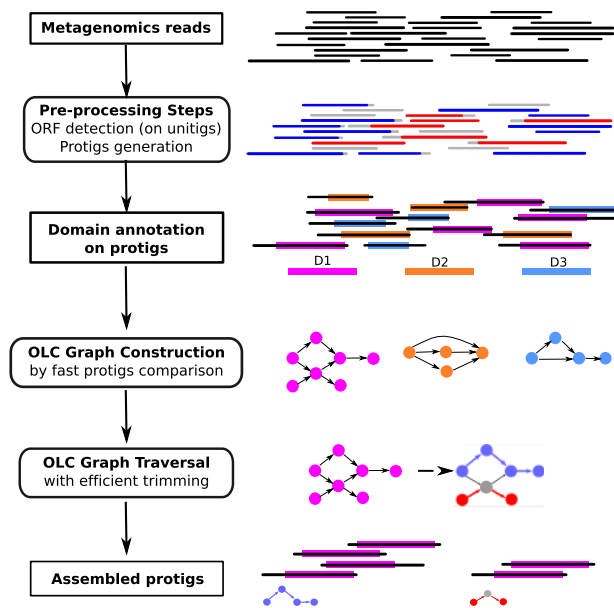 Metagenomics reads
Pre-processing Steps
ORF detection (on unitigs)
Protigs generation
Domain annotation
on protigs
D1 D2 D3
OLC Graph Construction
by fast protigs comparison
OLC Graph Traversal
with efficient trimming
Assembled protigs